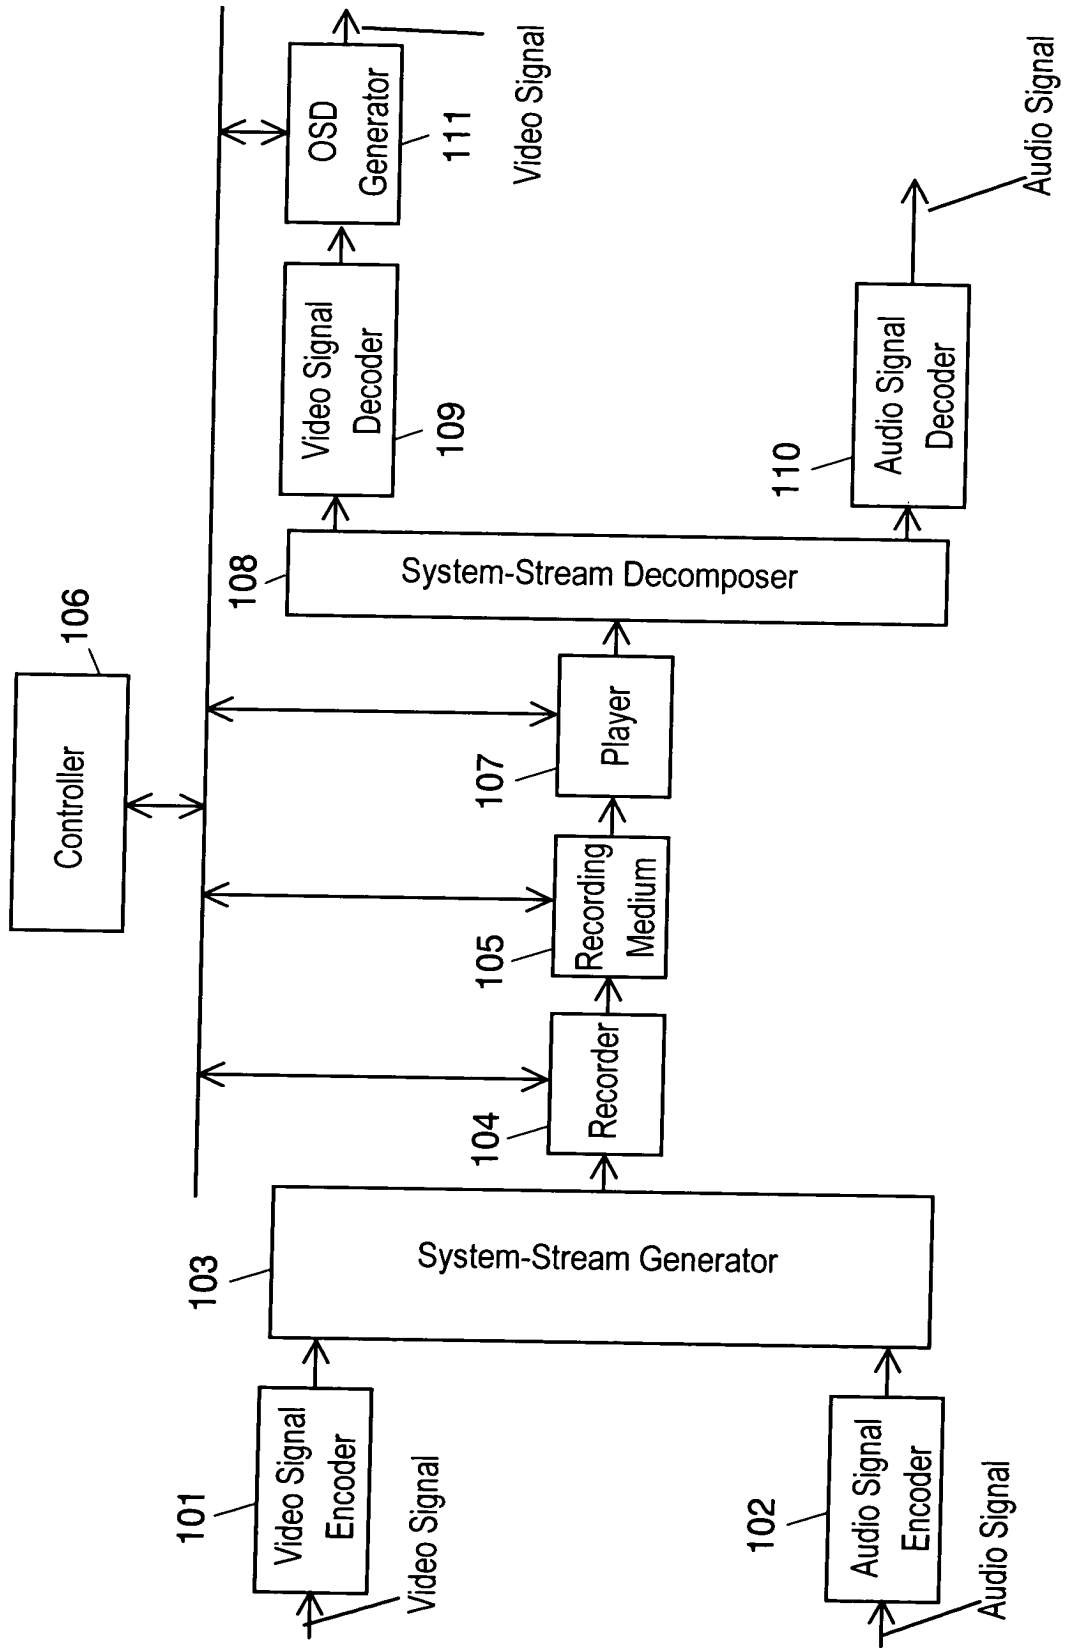 106
Controller
101
Video Signal
Encoder
Video Signal
103
System-Stream Generator
102
Audio Signal
Encoder
Audio Signal
104
Recorder
105
Recording
Medium
107
Player
108
System-Stream Decomposer
Video Signal
Decoder
109
OSD
Generator
111
Video Signal
110
Audio Signal
Decoder
Audio Signal